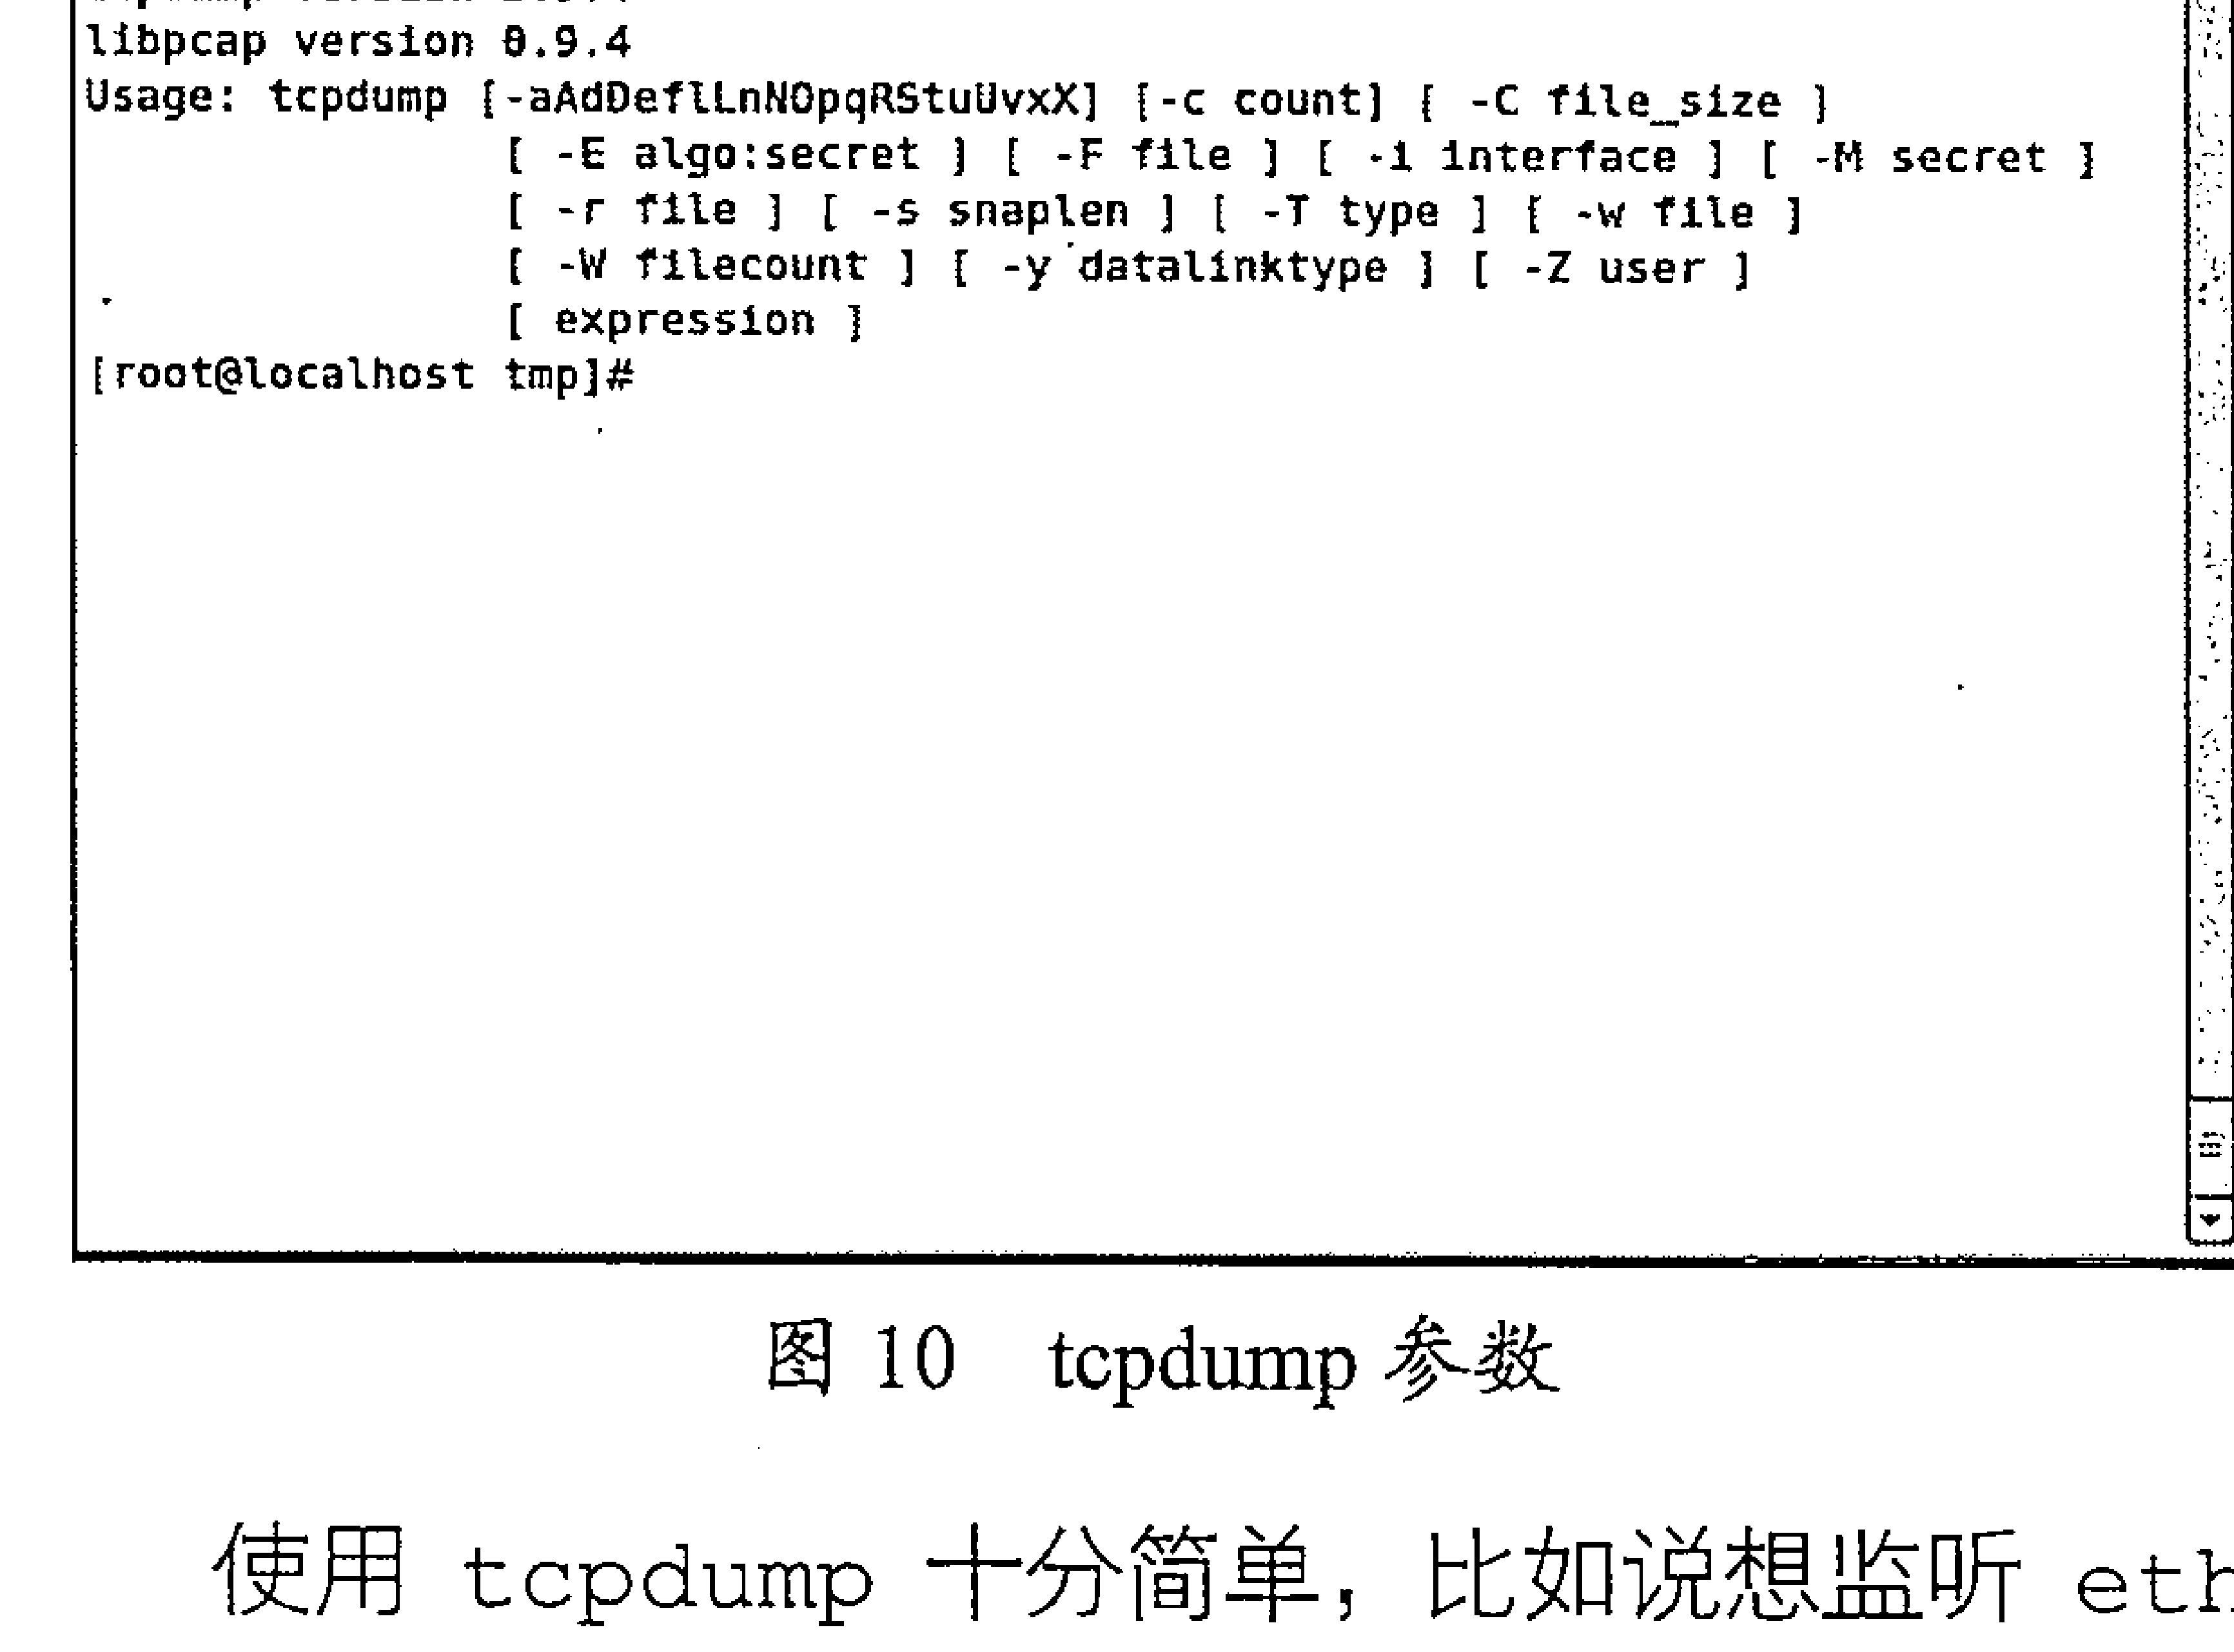 libpcap version 0.9.4
Usage: tcpdump [-aAdDeflLnNOpqRStuUvxX] [-c count] [ -C file_size ]
[ -E algo:secret ] [ -F file ] [ -i interface ] [ -M secret ]
[ -r file ] [ -s snaplen ] [ -T type ] [ -w file ]
[ -W filecount ] [ -y datalinktype ] [ -Z user ]
[ expression ]
[root@localhost tmp]#
图 10 tcpdump 参数
使用 tcpdump 十分简单，比如说想监听 eth